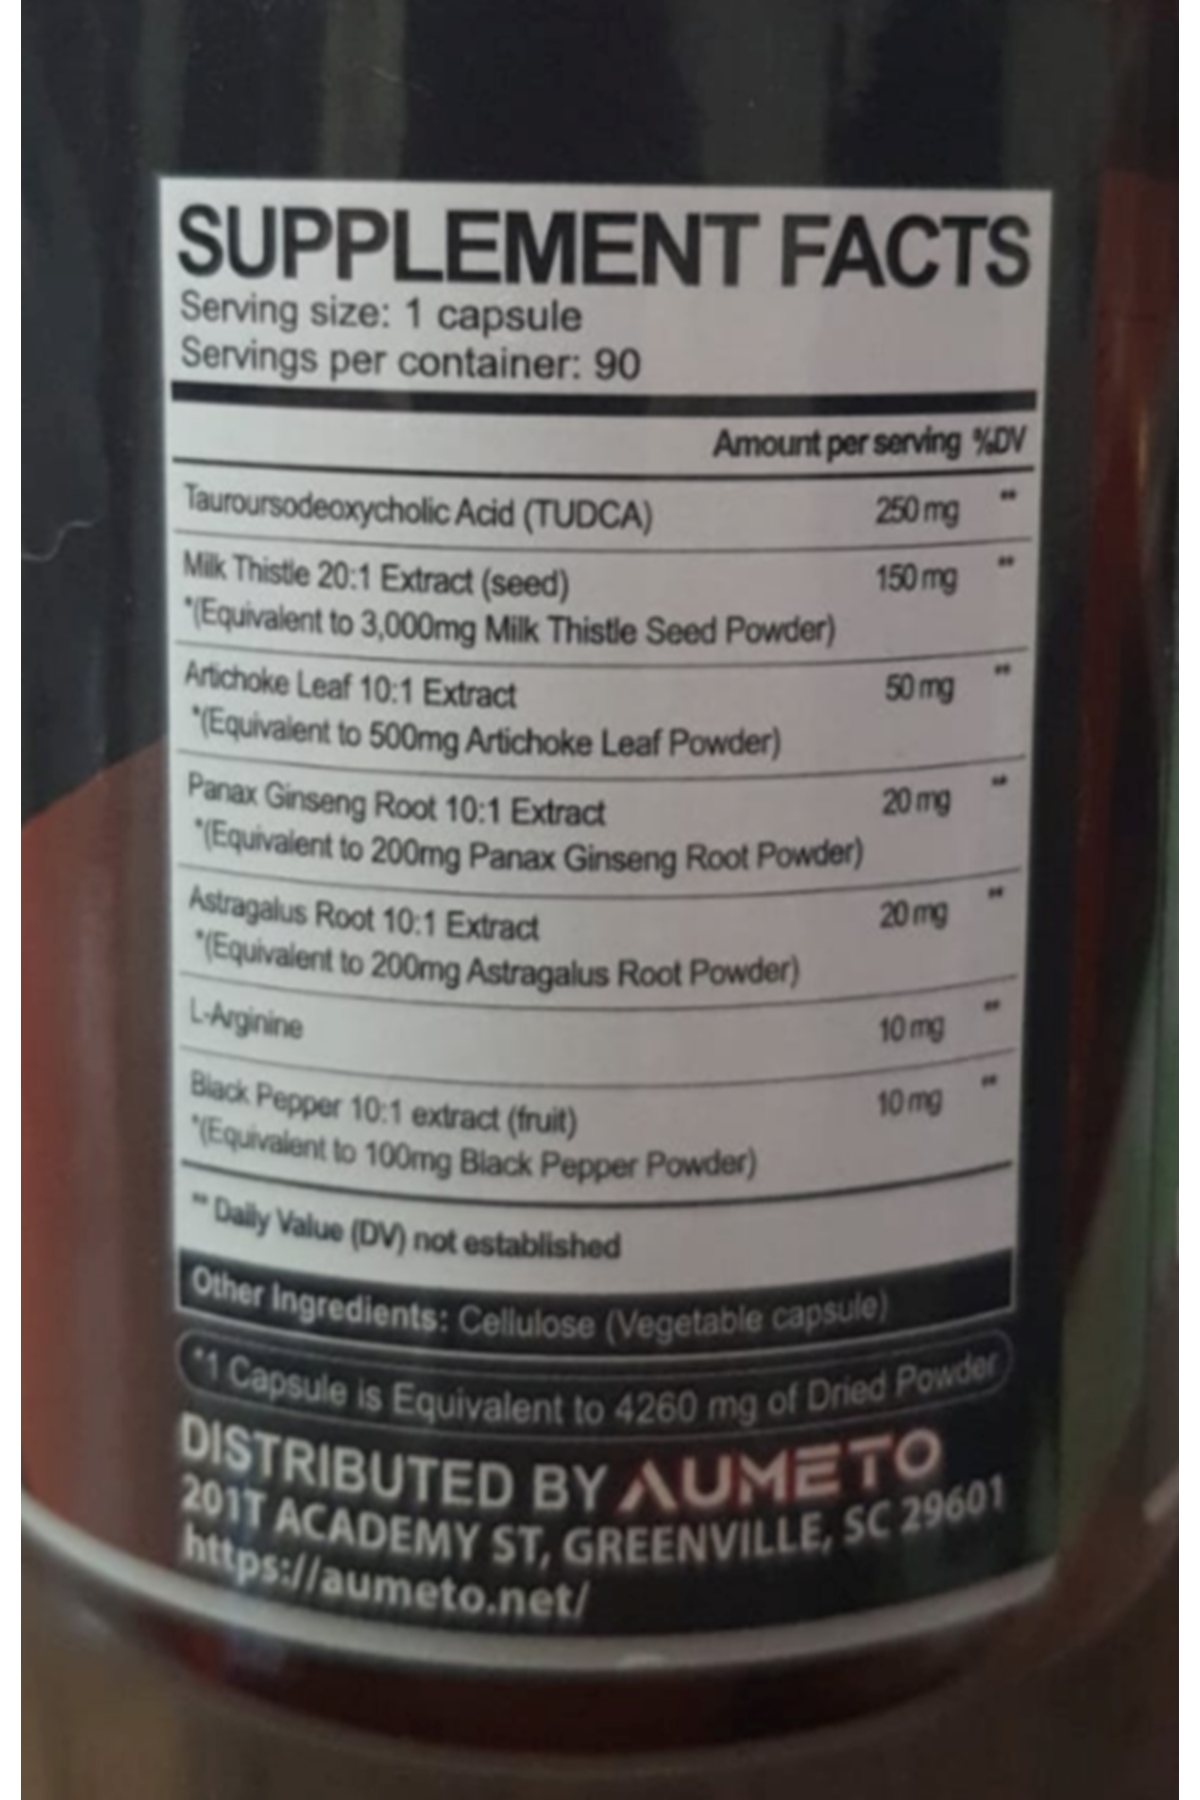 SUPPLEMENT FACTS
Serving size: 1 capsule
Servings per container: 90
Amount per serving %DV
Tauroursodeoxycholic Acid (TUDCA) 250 mg **
Milk Thistle 20:1 Extract (seed) 150 mg **
*(Equivalent to 3,000mg Milk Thistle Seed Powder)
Artichoke Leaf 10:1 Extract 50 mg **
*(Equivalent to 500mg Artichoke Leaf Powder)
Panax Ginseng Root 10:1 Extract 20 mg **
*(Equivalent to 200mg Panax Ginseng Root Powder)
Astragalus Root 10:1 Extract 20 mg **
*(Equivalent to 200mg Astragalus Root Powder)
L-Arginine 10 mg **
Black Pepper 10:1 extract (fruit) 10 mg **
*(Equivalent to 100mg Black Pepper Powder)
** Daily Value (DV) not established
Other Ingredients: Cellulose (Vegetable capsule)
*1 Capsule is Equivalent to 4260 mg of Dried Powder
DISTRIBUTED BY AUMETO
201T ACADEMY ST, GREENVILLE, SC 29601
https://aumeto.net/